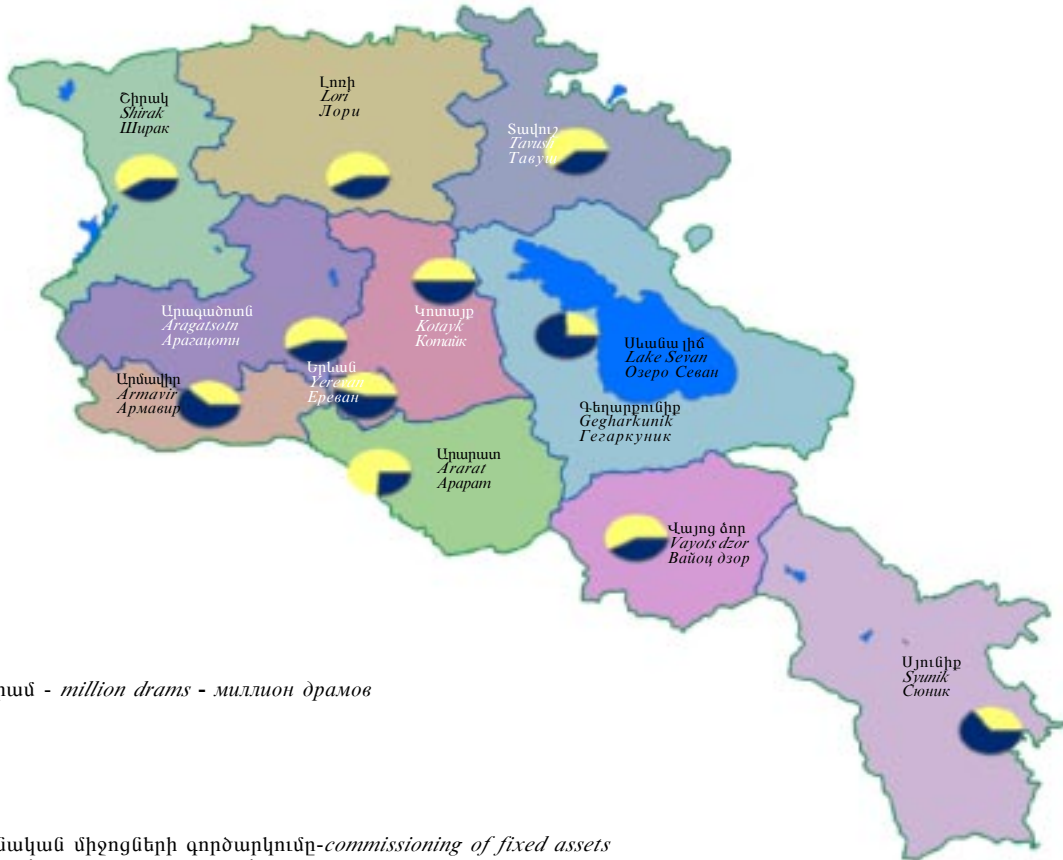 Շիրակ
Shirak
Ширак
Լոռի
Lori
Лори
Տավուշ
Tavush
Тавуш
Արագածոտն
Aragatsotn
Арагацотн
Կոտայք
Kotayk
Котайк
Սևանա լիճ
Lake Sevan
Озеро Севан
Երևան
Yerevan
Ереван
Արմավիր
Armavir
Армавир
Գեղարքունիք
Gegharkunik
Гегаркуник
Արարատ
Ararat
Арарат
Վայոց ձոր
Vayots dzor
Вайоц дзор
Սյունիք
Syunik
Сюник
- million drams - миллион драмов
միջոցների գործարկումը-commissioning of fixed assets